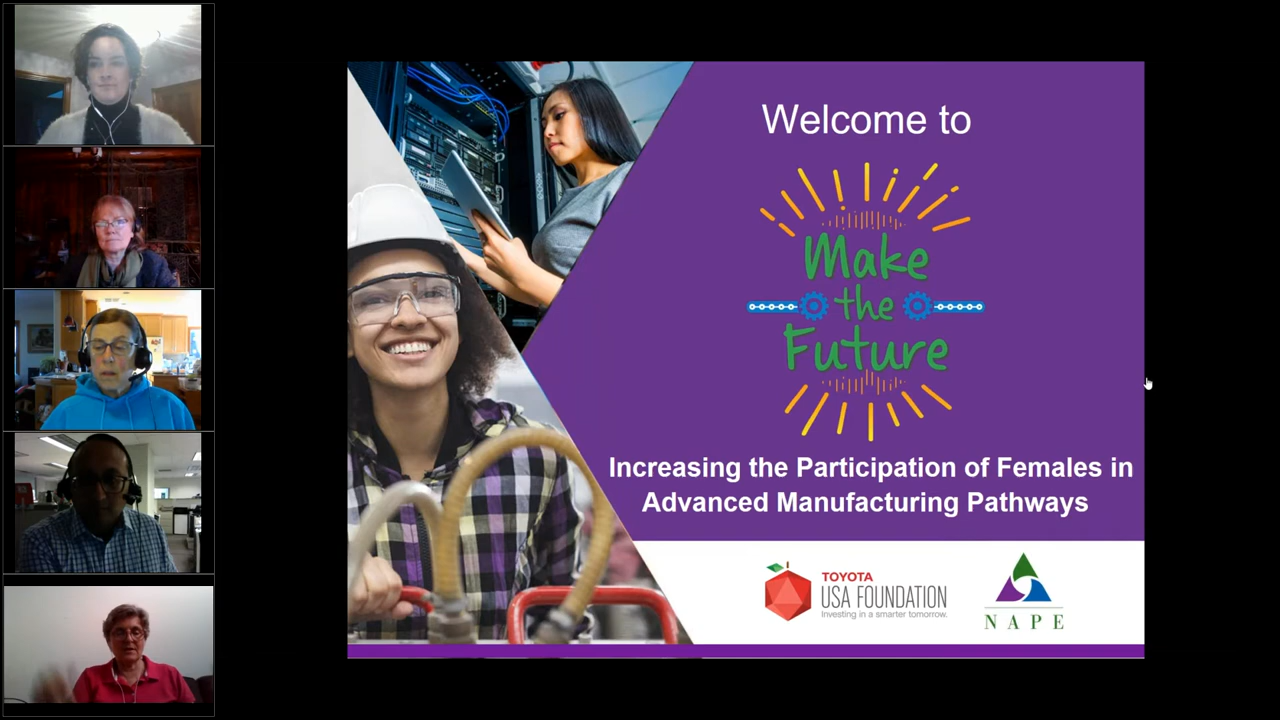 Welcome to
Make
the
Future
Increasing the Participation of Females in
Advanced Manufacturing Pathways
TOYOTA
USA FOUNDATION
Investing in a smarter tomorrow.
NAPE